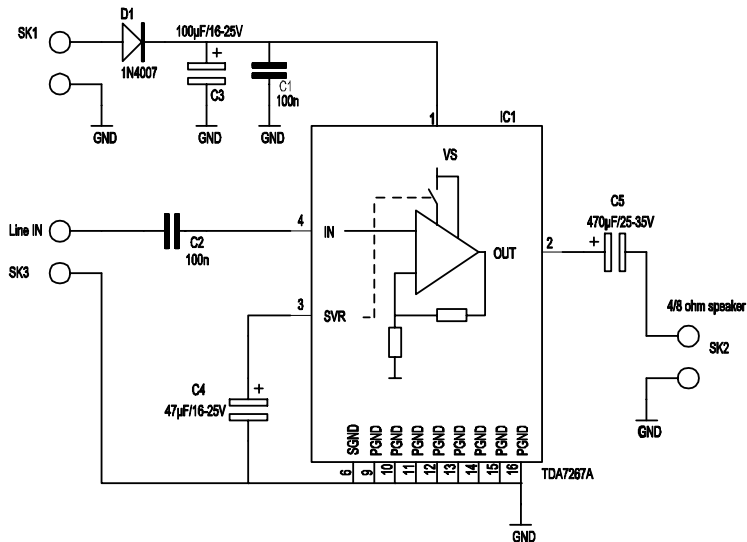 D1
SK1
100µF/16-25V
+
1N4007
C3
C1
100n
GND
GND
GND
1
IC1
VS
C5
470µF/25-35V
+
Line IN
4
IN
OUT
2
C2
100n
SK3
3
SVR
4/8 ohm speaker
SK2
C4
47µF/16-25V
+
GND
SGND
PGND
PGND
PGND
PGND
PGND
PGND
PGND
PGND
6
9
10
11
12
13
14
15
16
TDA7267A
GND